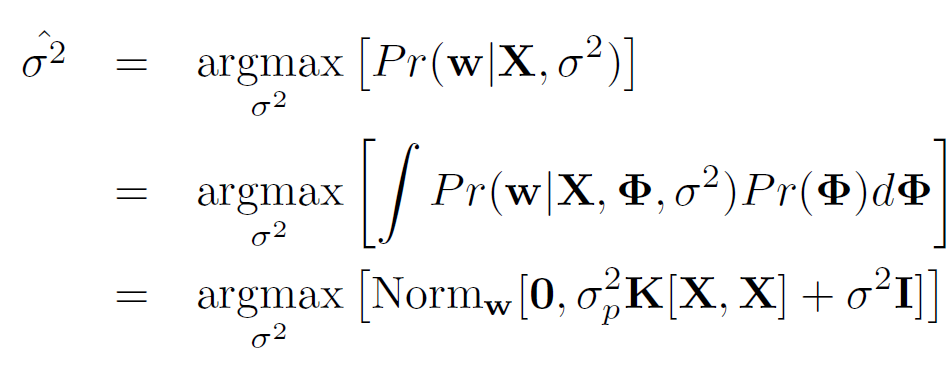 σ̂² = argmax_{σ²} [Pr(𝐰|𝐗, σ²)]
= argmax_{σ²} [∫ Pr(𝐰|𝐗, 𝚽, σ²)Pr(𝚽)d𝚽]
= argmax_{σ²} [Norm_𝐰[𝟎, σ_p²𝐊[𝐗, 𝐗] + σ²𝐈]]